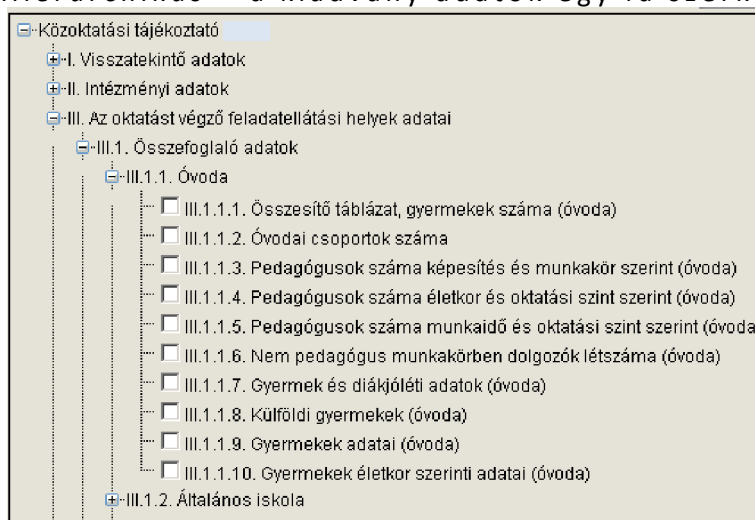 Közoktatási tájékoztató
I. Visszatekintő adatok
II. Intézményi adatok
III. Az oktatást végző feladatellátási helyek adatai
III.1. Összefoglaló adatok
III.1.1. Óvoda
III.1.1.1. Összesítő táblázat, gyermekek száma (óvoda)
III.1.1.2. Óvodai csoportok száma
III.1.1.3. Pedagógusok száma képesítés és munkakör szerint (óvoda)
III.1.1.4. Pedagógusok száma életkor és oktatási szint szerint (óvoda)
III.1.1.5. Pedagógusok száma munkaidő és oktatási szint szerint (óvoda
III.1.1.6. Nem pedagógus munkakörben dolgozók létszáma (óvoda)
III.1.1.7. Gyermek és diákjóléti adatok (óvoda)
III.1.1.8. Külföldi gyermekek (óvoda)
III.1.1.9. Gyermekek adatai (óvoda)
III.1.1.10. Gyermekek életkor szerinti adatai (óvoda)
III.1.2. Általános iskola